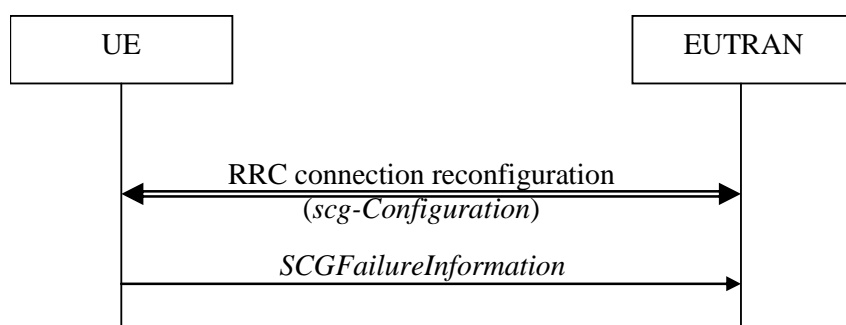 UE
EUTRAN
RRC connection reconfiguration
(scg-Configuration)
SCGFailureInformation